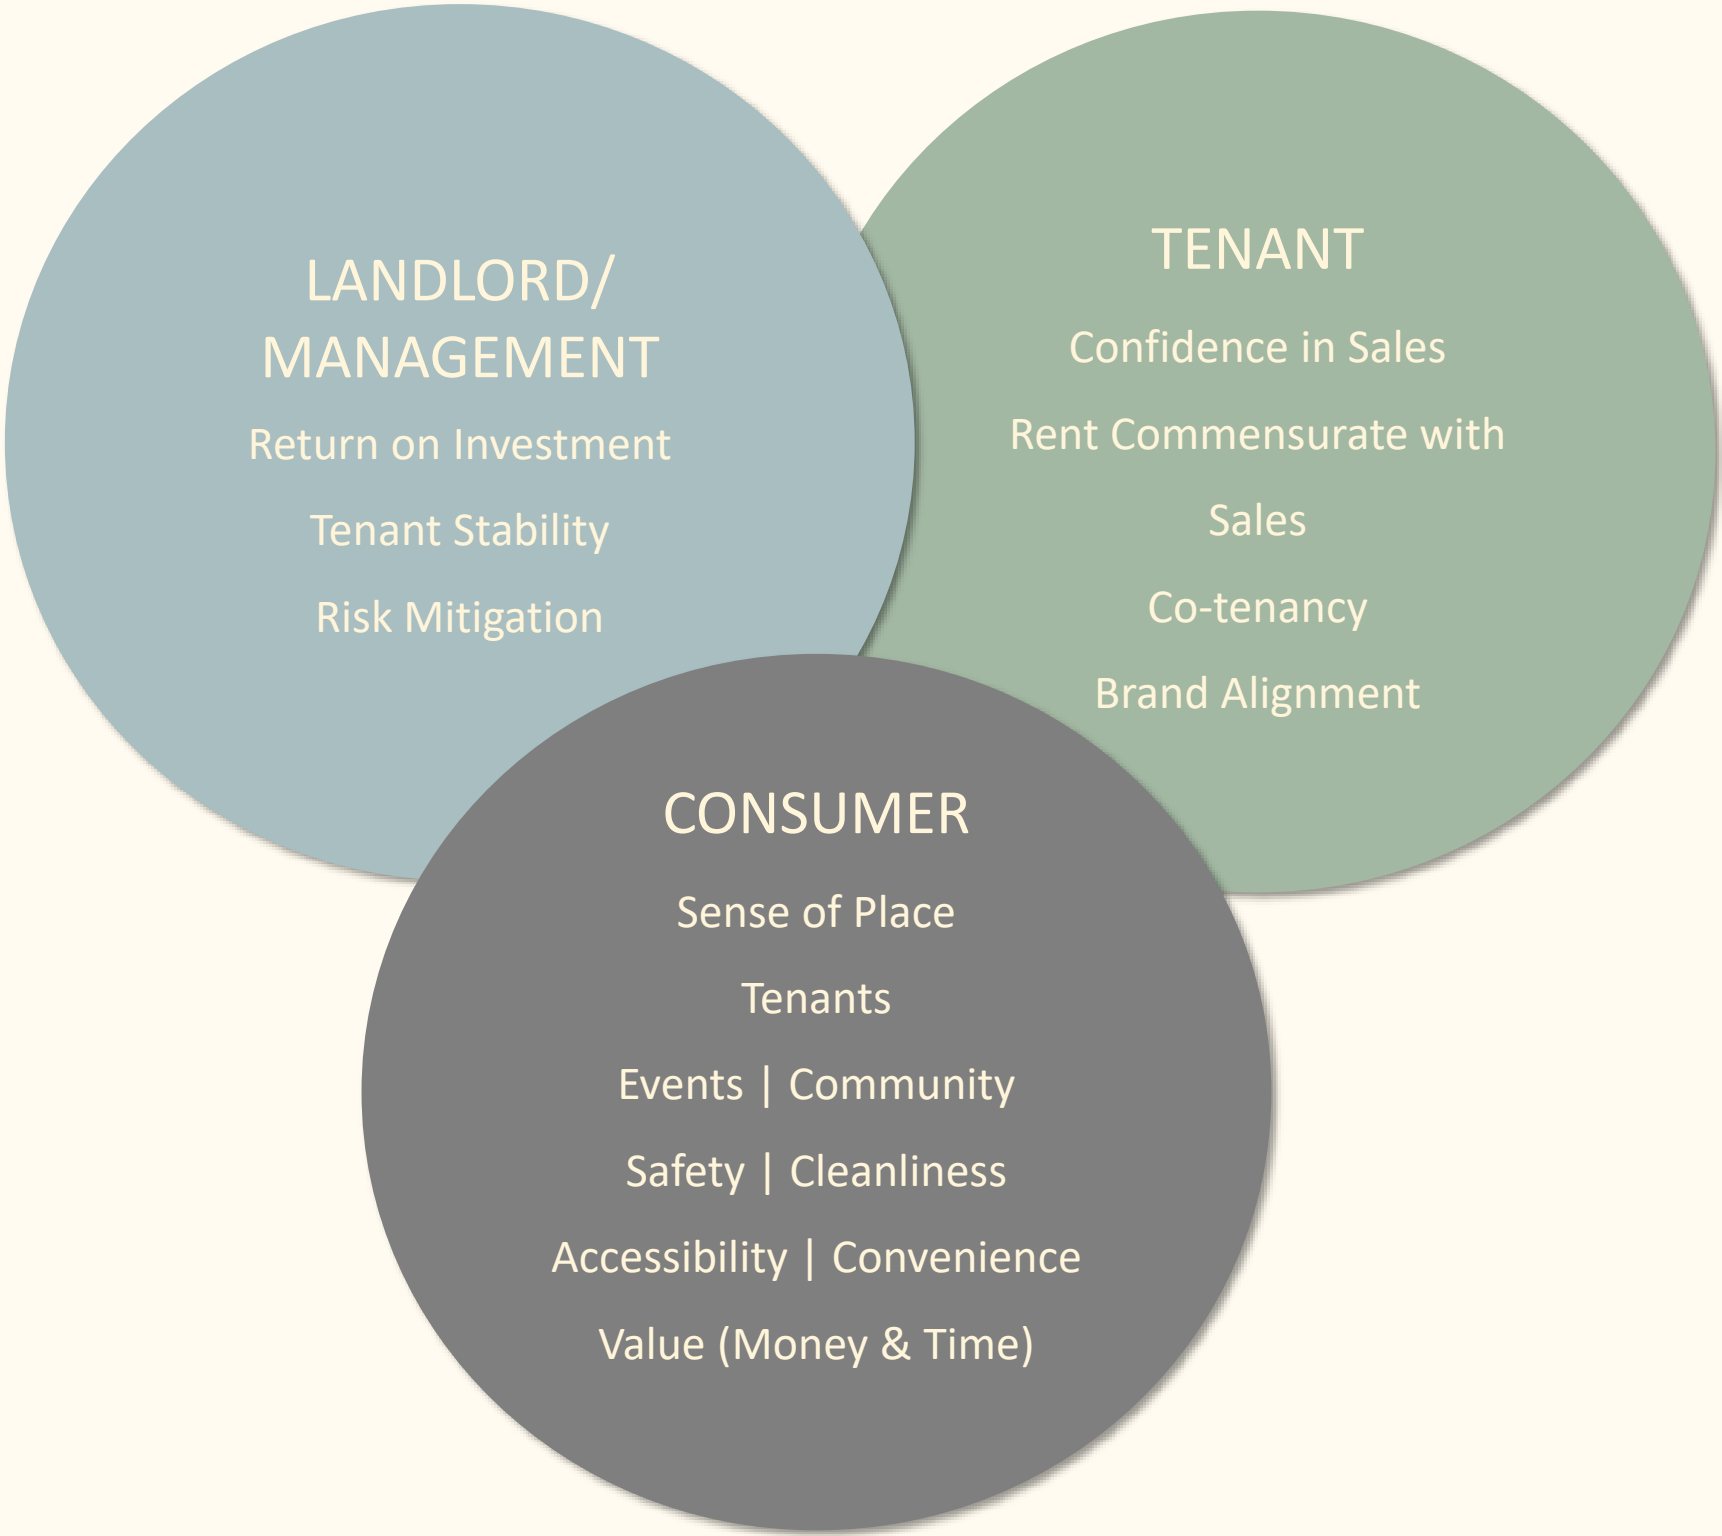 LANDLORD/
MANAGEMENT
Return on Investment
Tenant Stability
Risk Mitigation
TENANT
Confidence in Sales
Rent Commensurate with
Sales
Co-tenancy
Brand Alignment
CONSUMER
Sense of Place
Tenants
Events | Community
Safety | Cleanliness
Accessibility | Convenience
Value (Money & Time)